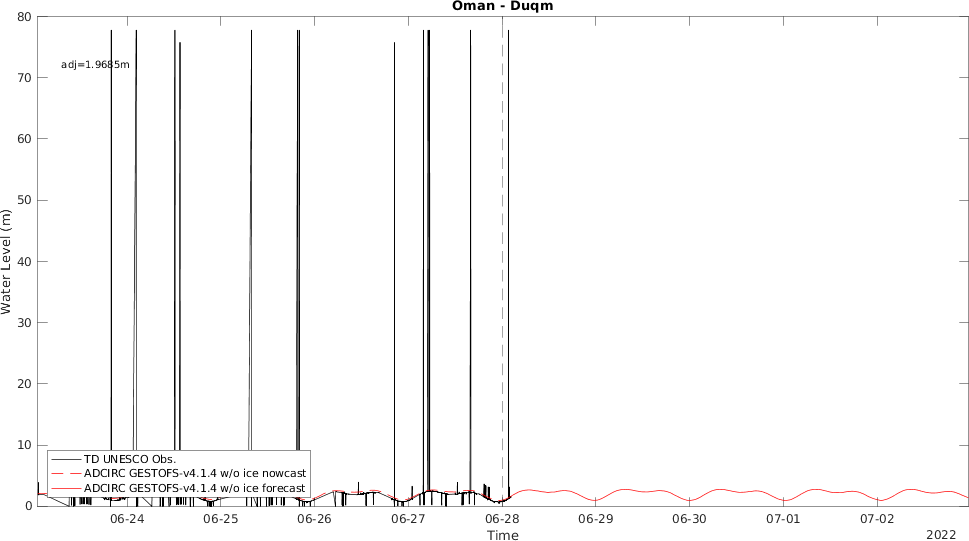 Oman - Duqm
80
70
60
50
40
30
20
10
0
Water Level (m)
adj=1.9685m
TD UNESCO Obs.
ADCIRC GESTOFS-v4.1.4 w/o ice nowcast
ADCIRC GESTOFS-v4.1.4 w/o ice forecast
06-24 06-25 06-26 06-27 06-28 06-29 06-30 07-01 07-02
Time
2022